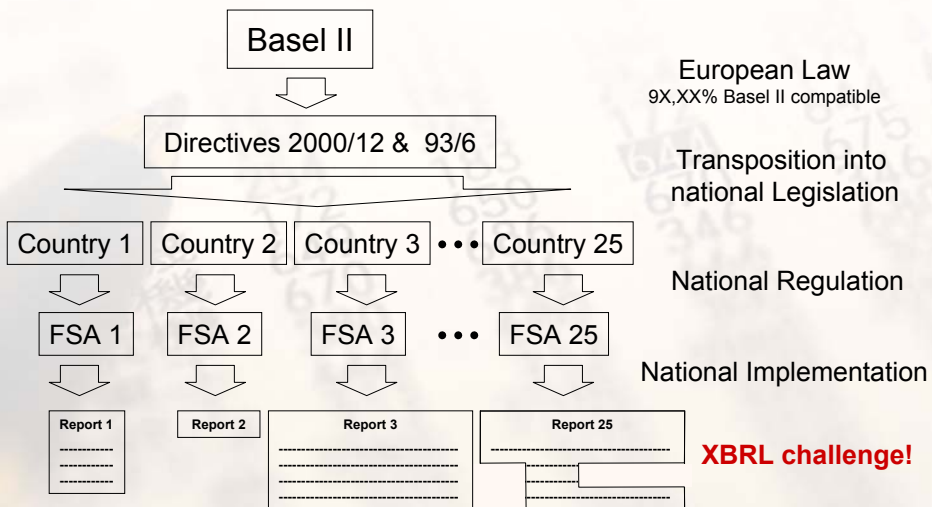 Basel II
European Law
9X,XX% Basel II compatible
Directives 2000/12 & 93/6
Transposition into
national Legislation
Country 1 Country 2 Country 3 ••• Country 25
National Regulation
FSA 1 FSA 2 FSA 3 ••• FSA 25
National Implementation
Report 1 Report 2 Report 3 Report 25
XBRL challenge!